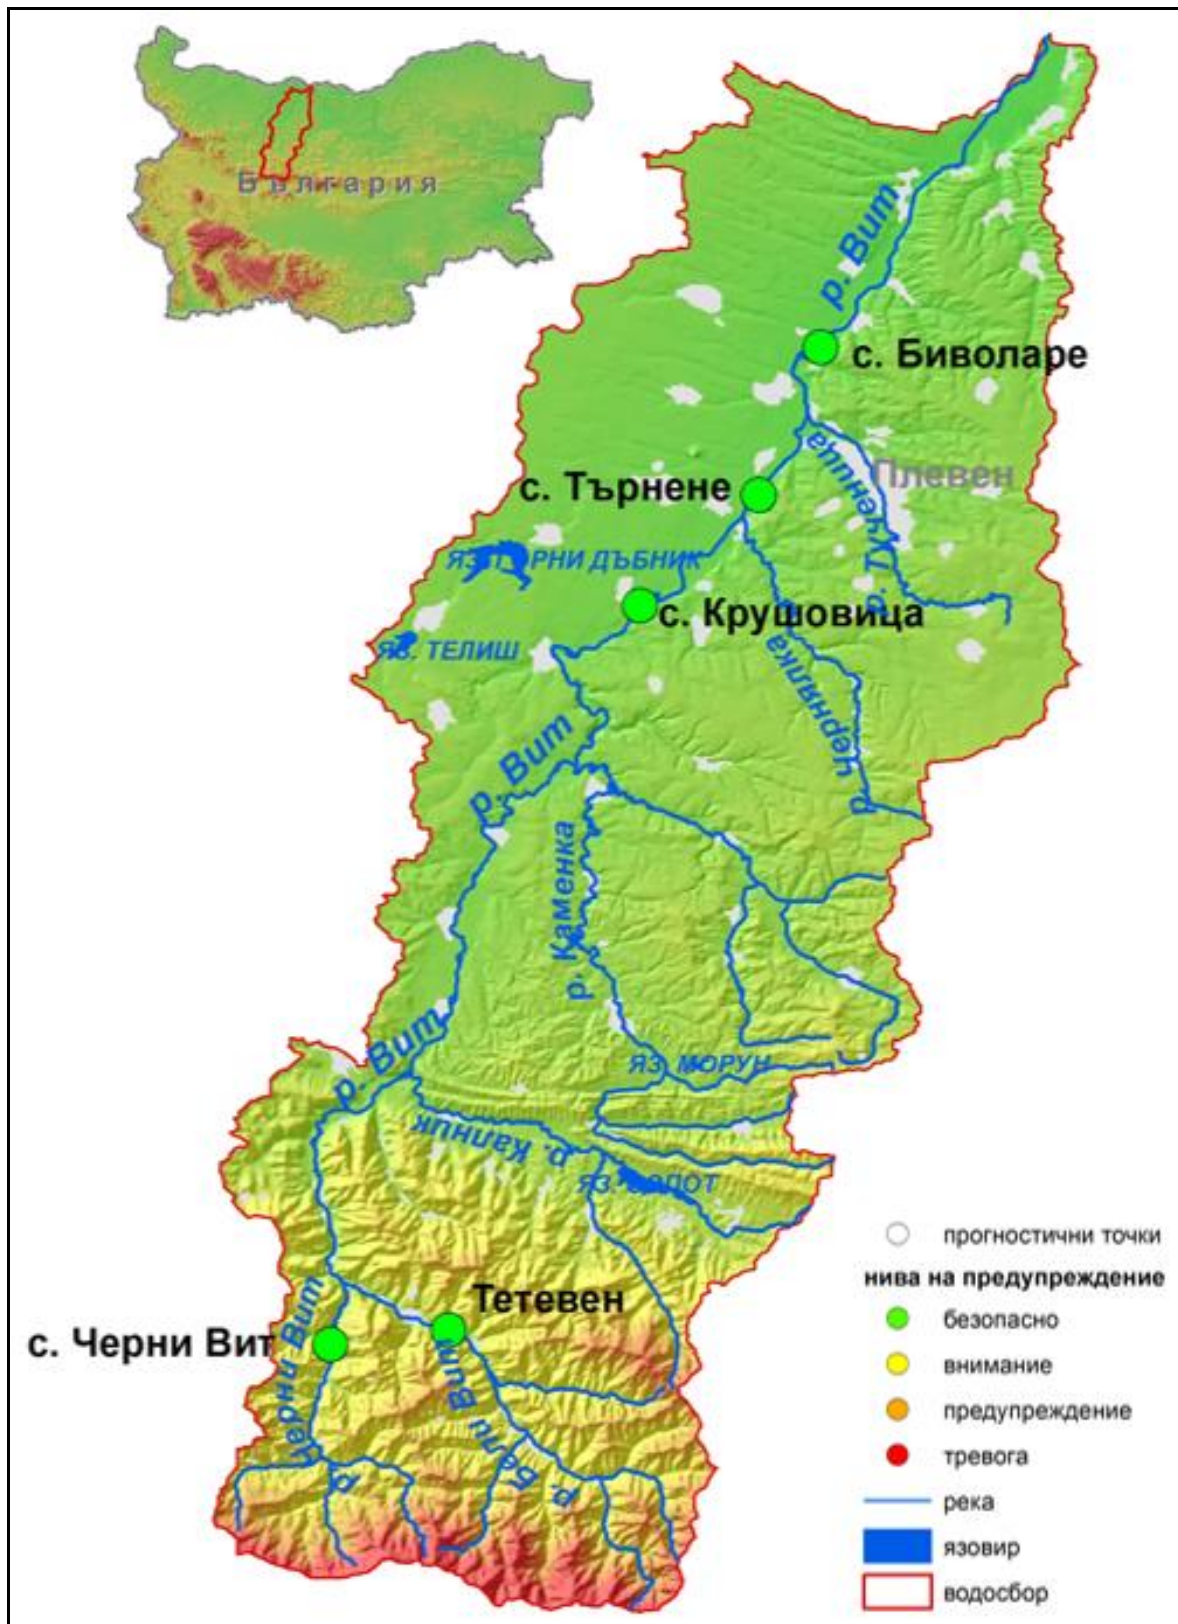 България
р. Вит
с. Биволаре
Плевен
р. Тученица
с. Търнене
ЯЗ. ГОРНИ ДЪБНИК
с. Крушовица
ЯЗ. ТЕЛИШ
р. Чернялка
р. Вит
р. Каменка
ЯЗ. МОРУН
р. Вит
р. Калник
ЯЗ. СОПОТ
Тетевен
с. Черни Вит
р. Черни Вит
р. Бели Вит
прогностични точки
нива на предупреждение
безопасно
внимание
предупреждение
тревога
река
язовир
водосбор